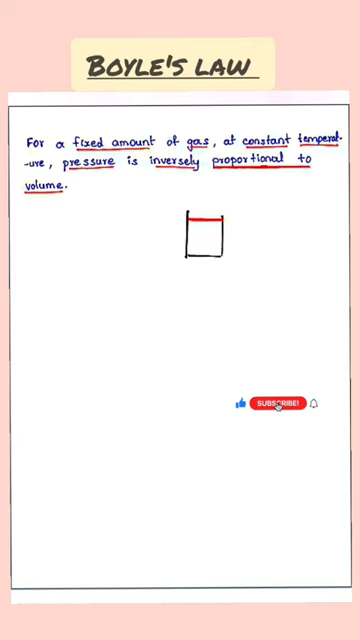 BOYLE'S LAW
For a fixed amount of gas, at constant temperat-
-ure, pressure is inversely proportional to
volume.
SUBSCRIBE!